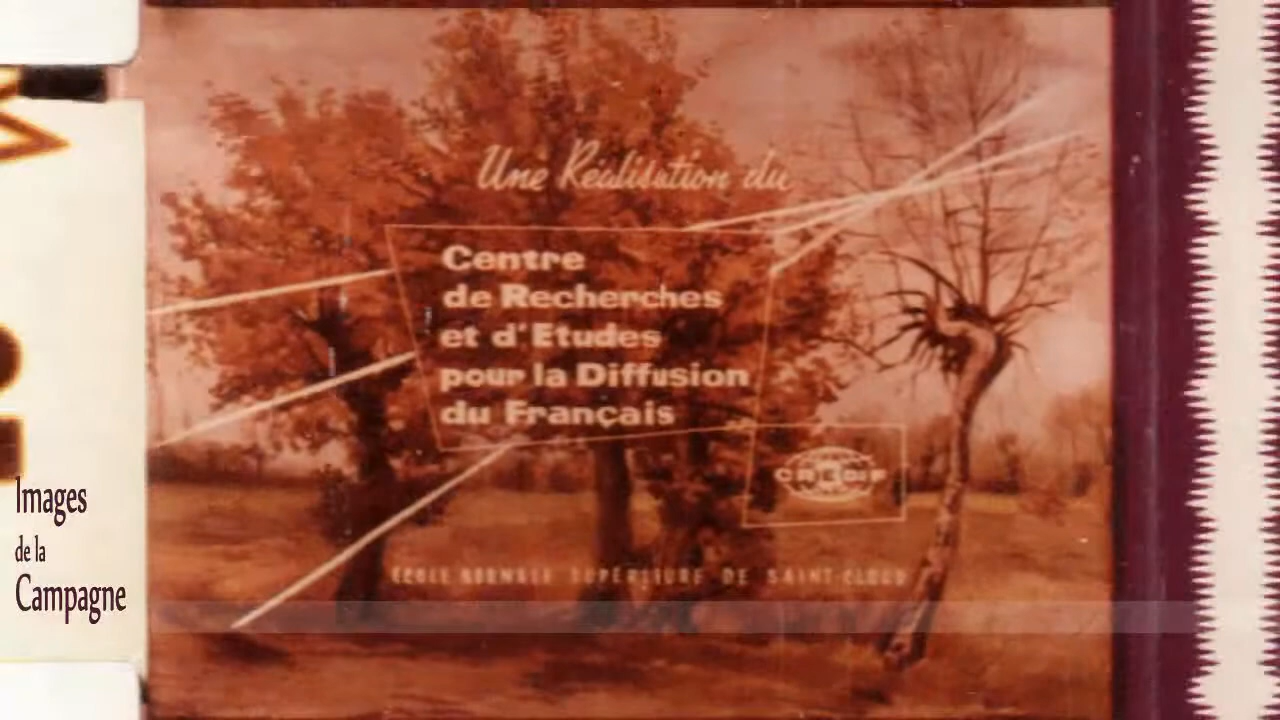 Une Réalisation du
Centre
de Recherches
et d'Etudes
pour la Diffusion
du Français
CREDIF
ECOLE NORMALE SUPERIEURE DE SAINT-CLOUD
Images
de la
Campagne